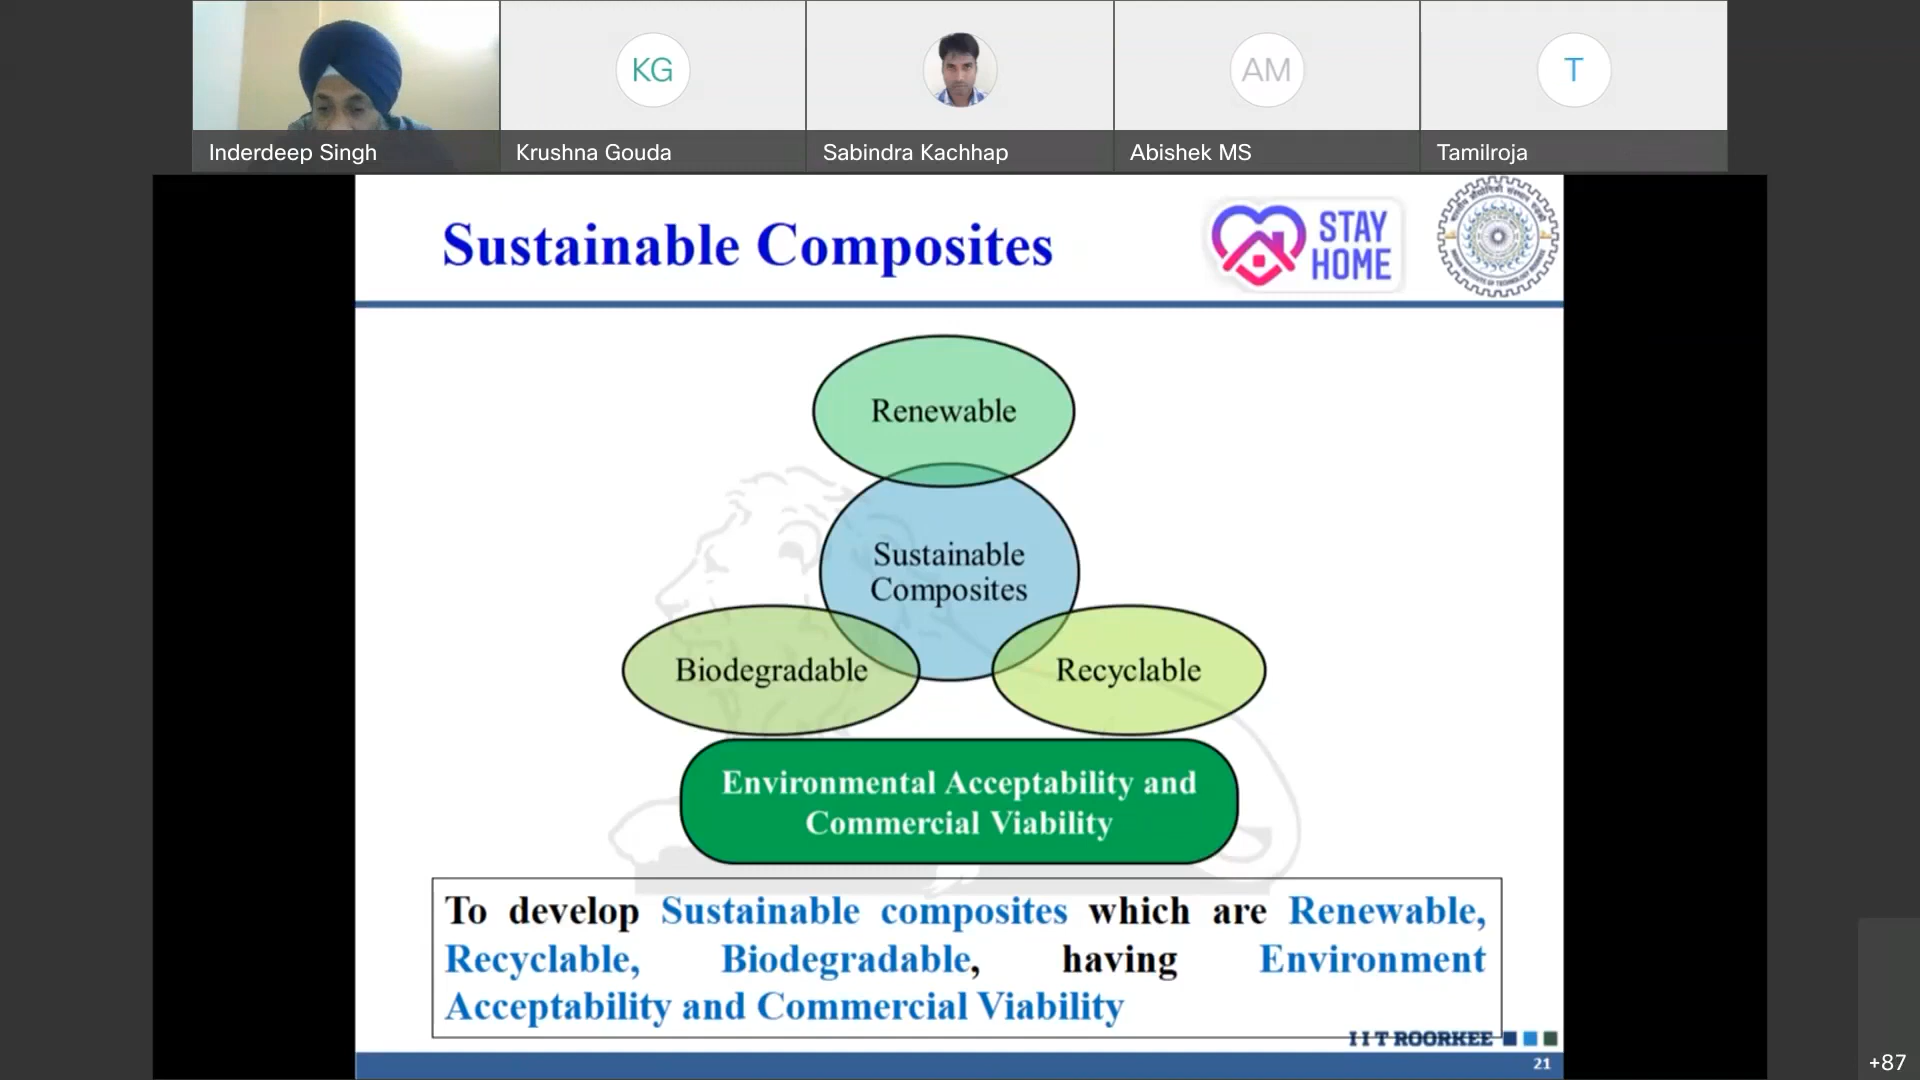 KG
AM
T
Inderdeep Singh
Krushna Gouda
Sabindra Kachhap
Abishek MS
Tamilroja
Sustainable Composites
STAY
HOME
Renewable
Sustainable
Composites
Biodegradable
Recyclable
Environmental Acceptability and
Commercial Viability
To develop Sustainable composites which are Renewable,
Recyclable, Biodegradable, having Environment
Acceptability and Commercial Viability
I I T ROORKEE
21
+87